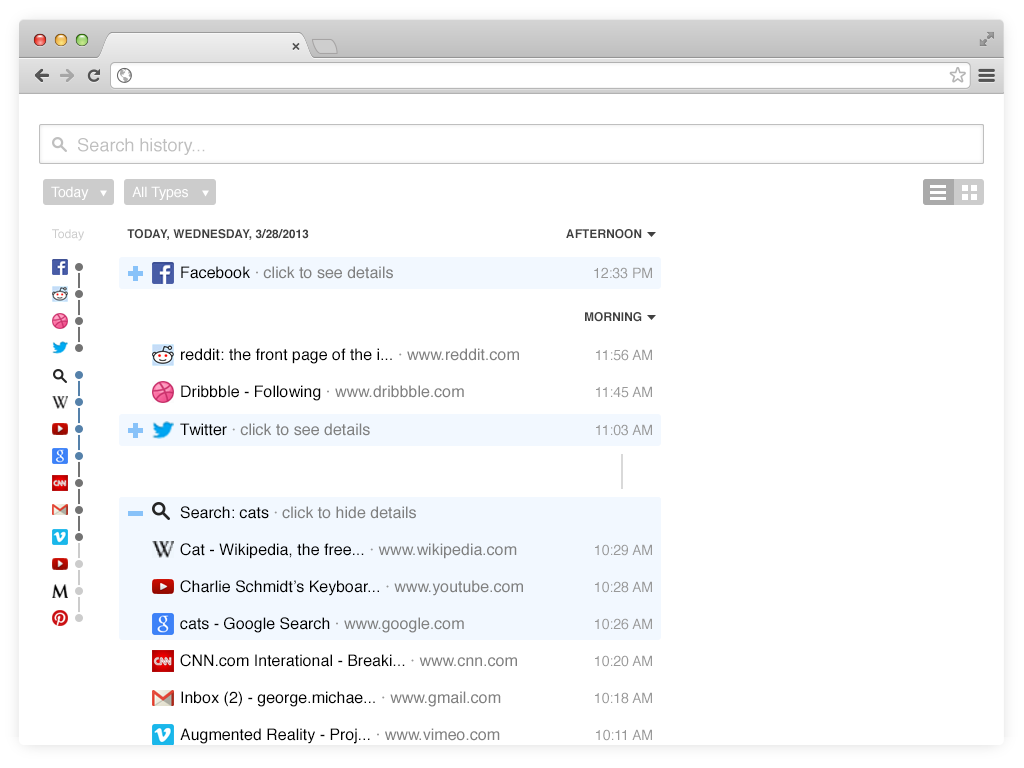 Search history...
Today All Types
Today
TODAY, WEDNESDAY, 3/28/2013 AFTERNOON
Facebook · click to see details 12:33 PM
MORNING
reddit: the front page of the i... · www.reddit.com 11:56 AM
Dribbble - Following · www.dribbble.com 11:45 AM
Twitter · click to see details 11:03 AM
Search: cats · click to hide details
Cat - Wikipedia, the free... · www.wikipedia.com 10:29 AM
Charlie Schmidt's Keyboar... · www.youtube.com 10:28 AM
cats - Google Search · www.google.com 10:26 AM
CNN.com Interational - Breaki... · www.cnn.com 10:20 AM
Inbox (2) - george.michae... · www.gmail.com 10:18 AM
Augmented Reality - Proj... · www.vimeo.com 10:11 AM